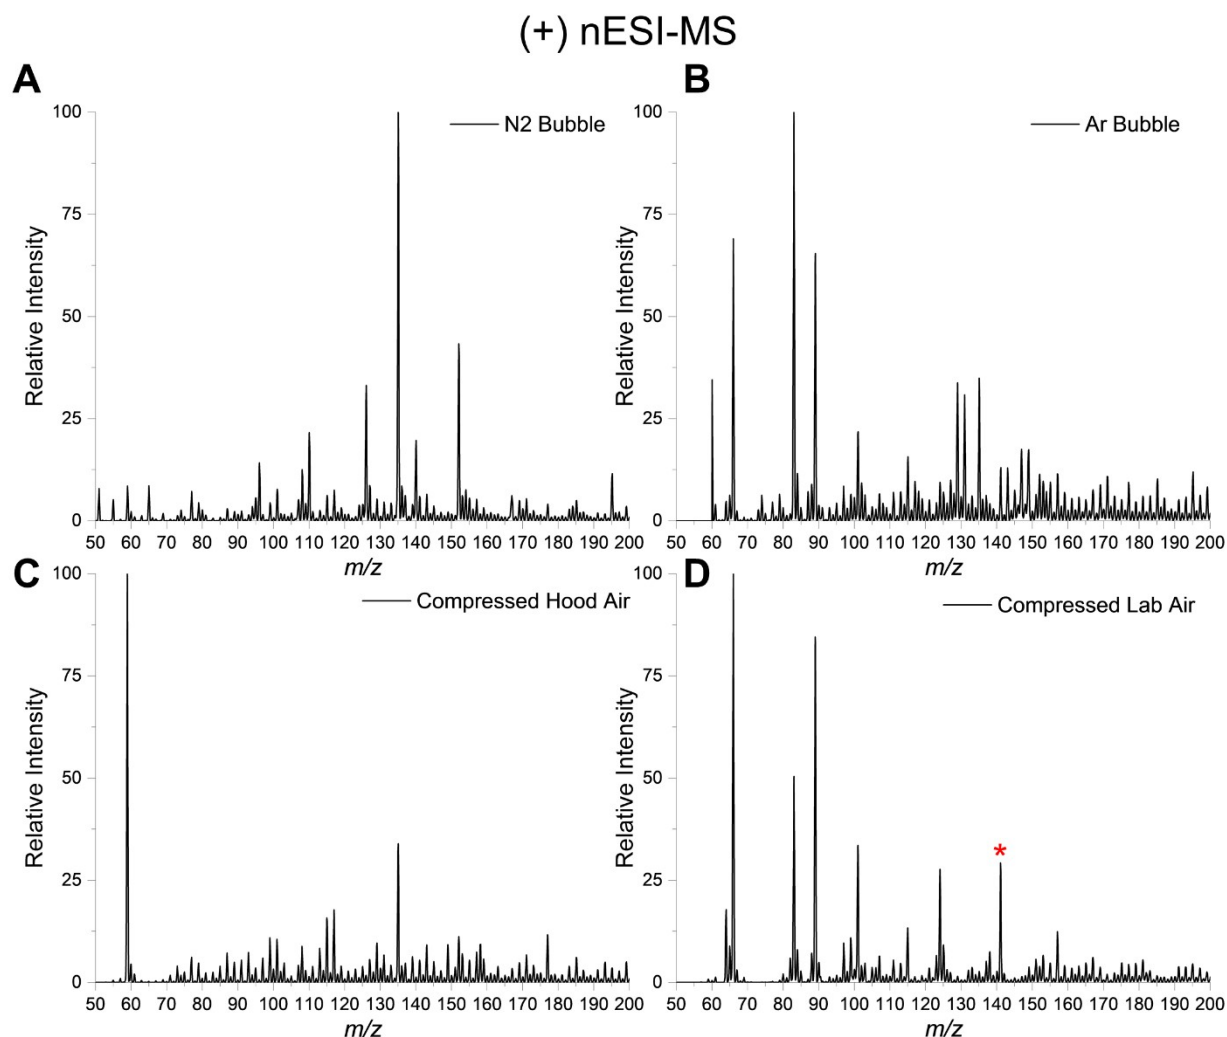 (+) nESI-MS
A
N2 Bubble
100
75
50
25
0
Relative Intensity
50 60 70 80 90 100 110 120 130 140 150 160 170 180 190 200
m/z
B
Ar Bubble
100
75
50
25
0
Relative Intensity
50 60 70 80 90 100 110 120 130 140 150 160 170 180 190 200
m/z
C
Compressed Hood Air
100
75
50
25
0
Relative Intensity
50 60 70 80 90 100 110 120 130 140 150 160 170 180 190 200
m/z
D
Compressed Lab Air
100
75
50
25
0
Relative Intensity
*
50 60 70 80 90 100 110 120 130 140 150 160 170 180 190 200
m/z